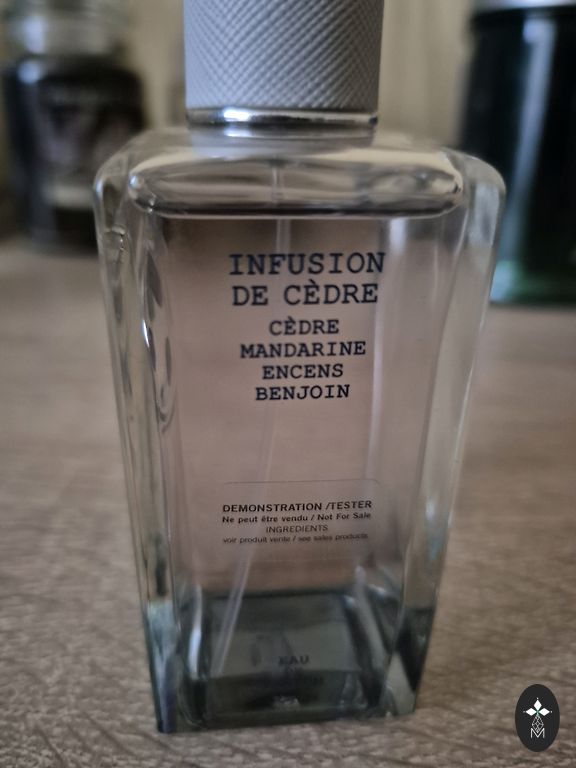 INFUSION
DE CÈDRE
CÈDRE
MANDARINE
ENCENS
BENJOIN
DEMONSTRATION /TESTER
Ne peut être vendu / Not For Sale
INGREDIENTS
voir produit vente / see sales products
EAU
DE
M